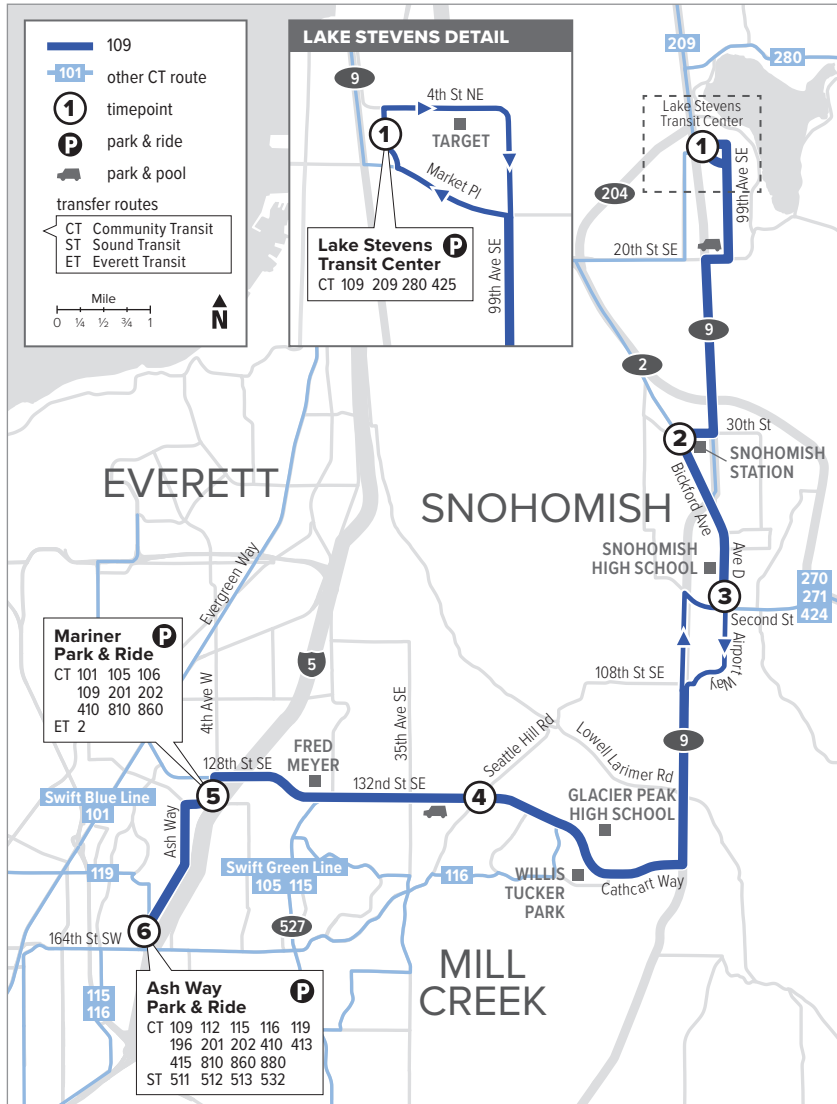 109
101
other CT route
1
timepoint
P
park & ride
park & pool
transfer routes
CT Community Transit
ST Sound Transit
ET Everett Transit
Mile
0 ¼ ½ ¾ 1
N
LAKE STEVENS DETAIL
9
4th St NE
1
TARGET
Market Pl
Lake Stevens
Transit Center
P
CT 109 209 280 425
99th Ave SE
209
280
Lake Stevens
Transit Center
1
204
99th Ave SE
20th St SE
9
2
30th St
2
SNOHOMISH
STATION
EVERETT
SNOHOMISH
Bickford Ave
Evergreen Way
SNOHOMISH
HIGH SCHOOL
Ave D
270
271
424
3
Second St
Airport Way
108th St SE
Mariner
Park & Ride
P
CT 101 105 106
109 201 202
410 810 860
ET 2
5
4th Ave W
35th Ave SE
Seattle Hill Rd
Lowell Larimer Rd
9
128th St SE
FRED
MEYER
132nd St SE
5
4
GLACIER PEAK
HIGH SCHOOL
Swift Blue Line
101
Ash Way
Swift Green Line
105 115
119
116
WILLIS
TUCKER
PARK
Cathcart Way
527
164th St SW
6
MILL
CREEK
115
116
Ash Way
Park & Ride
P
CT 109 112 115 116 119
196 201 202 410 413
415 810 860 880
ST 511 512 513 532